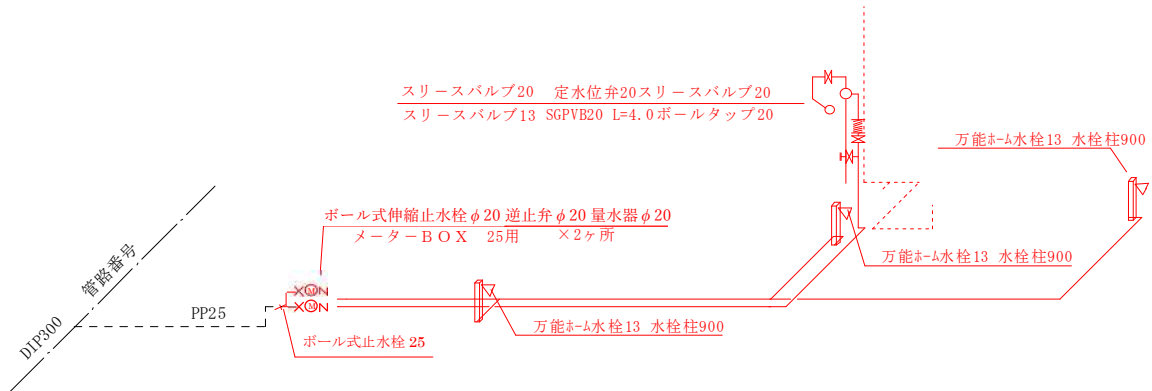 スリースバルブ20 定水位弁20スリースバルブ20
スリースバルブ13 SGPVB20 L=4.0ボールタップ20
万能ホーム水栓13 水栓柱900
ボール式伸縮止水栓φ20 逆止弁φ20 量水器φ20
メーターBOX 25用 ×2ヶ所
万能ホーム水栓13 水栓柱900
管路番号
M
M
PP25
DIP300
万能ホーム水栓13 水栓柱900
ボール式止水栓 25